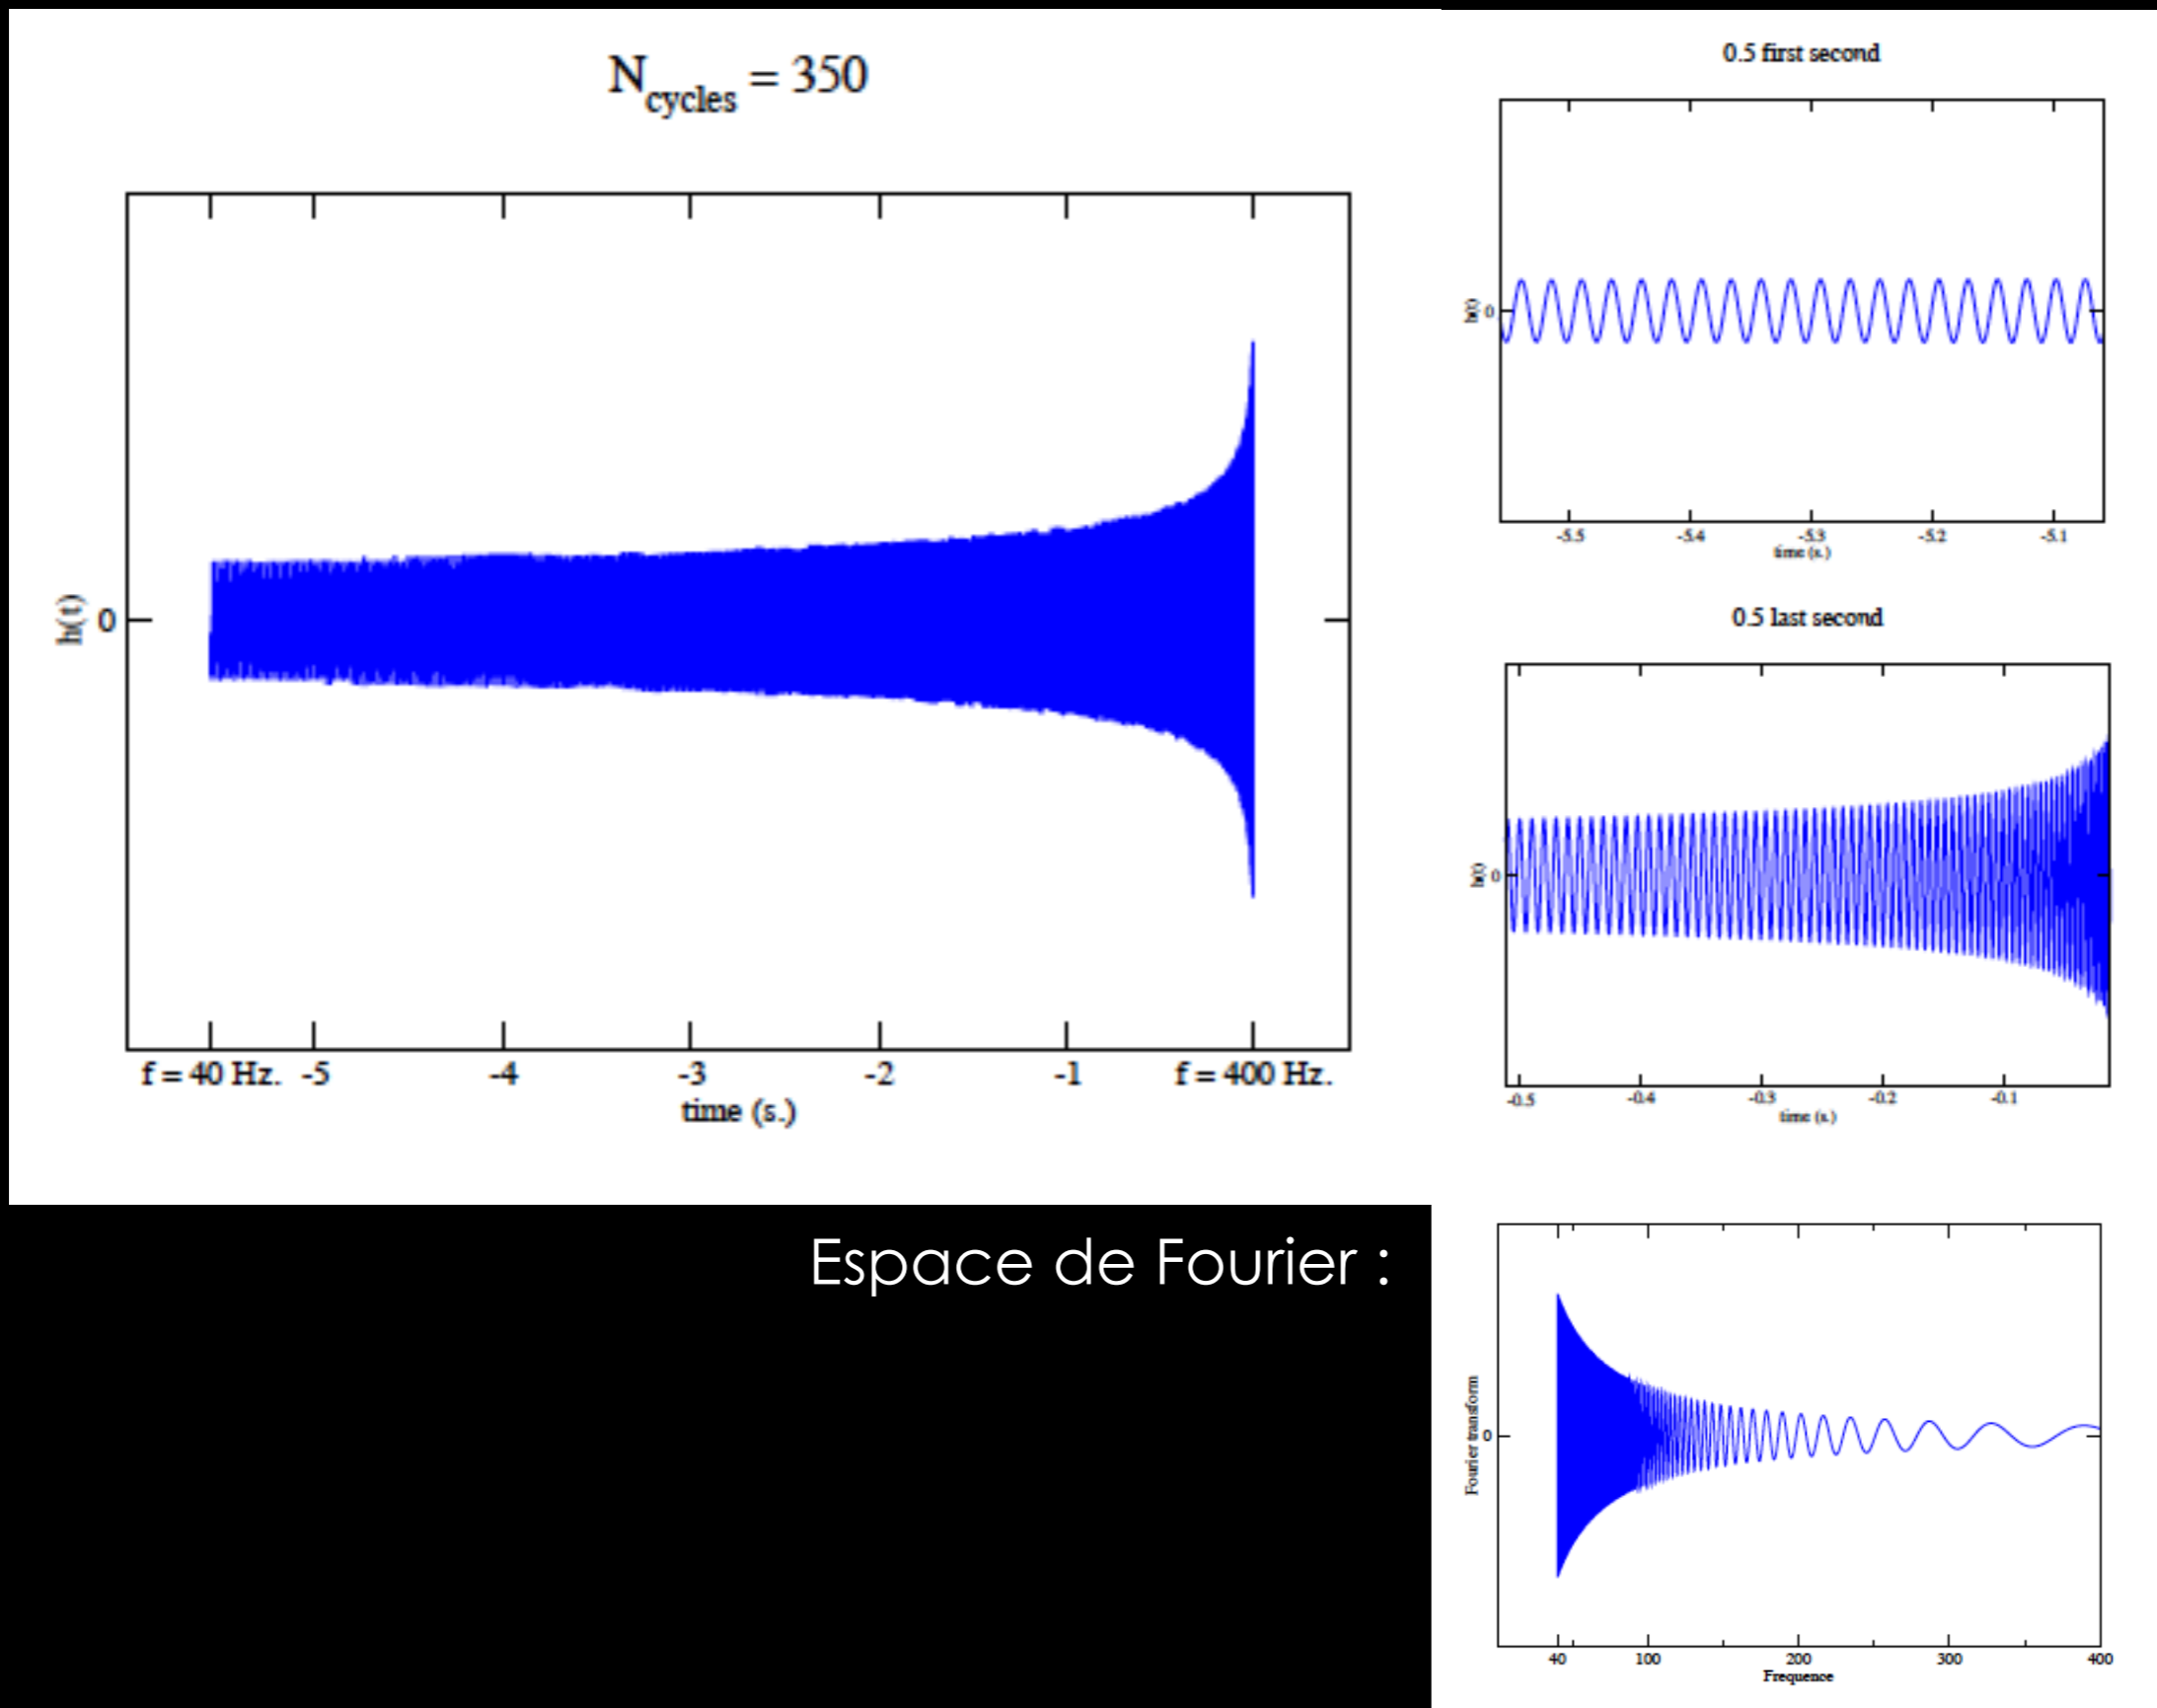 N_cycles = 350
h(t)
0
f = 40 Hz. -5 -4 -3 -2 -1 f = 400 Hz.
time (s.)
0.5 first second
h(t)
0
-5.5 -5.4 -5.3 -5.2 -5.1
time (s.)
0.5 last second
h(t)
0
-0.5 -0.4 -0.3 -0.2 -0.1
time (s.)
Espace de Fourier :
Fourier transform
0
40 100 200 300 400
Frequence